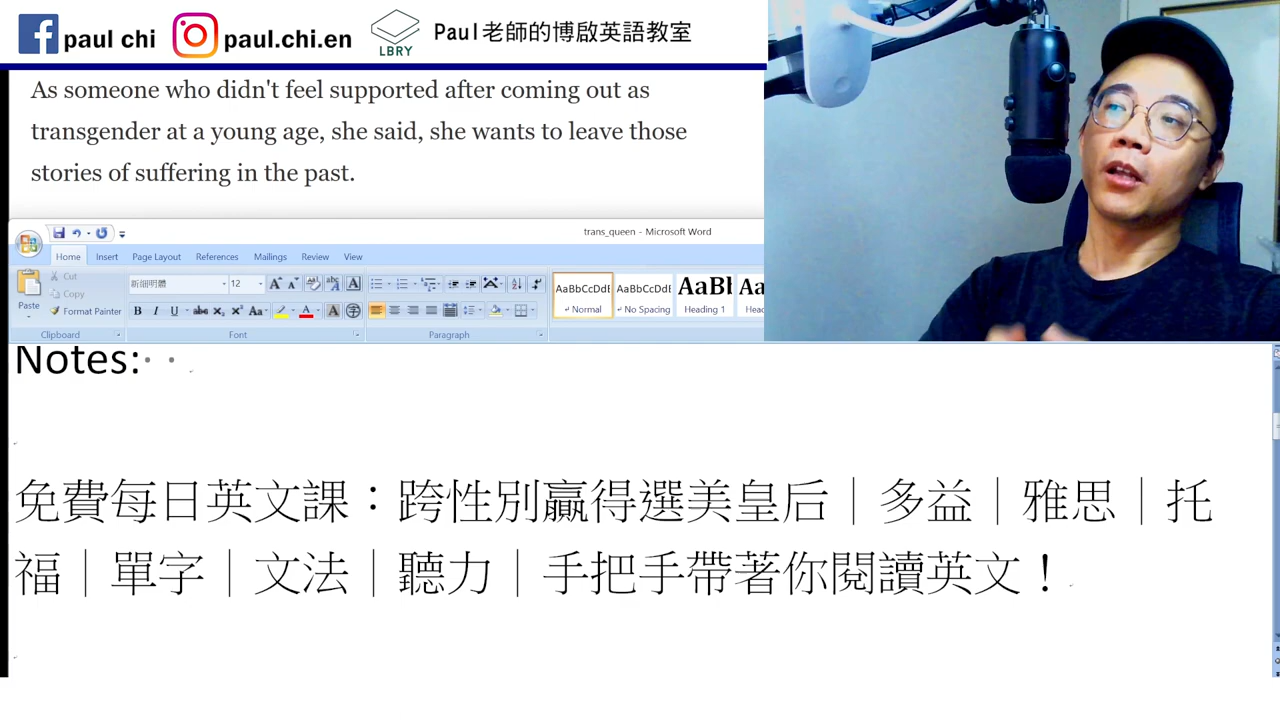 paul chi
paul.chi.en
LBRY
Paul老師的博啟英語教室
As someone who didn't feel supported after coming out as
transgender at a young age, she said, she wants to leave those
stories of suffering in the past.
trans_queen - Microsoft Word
Home Insert Page Layout References Mailings Review View
Cut
Copy
Format Painter
Paste
新細明體 12
B I U abc x₂ x² Aa
AaBbCcDdE AaBbCcDdE AaBb
Normal No Spacing Heading 1 Head
Clipboard Font Paragraph
Notes:
免費每日英文課：跨性別贏得選美皇后｜多益｜雅思｜托
福｜單字｜文法｜聽力｜手把手帶著你閱讀英文！